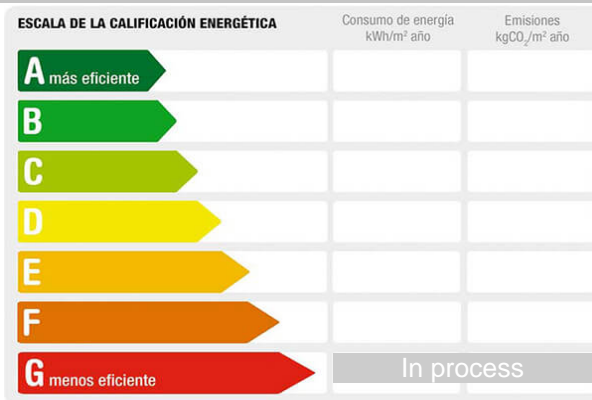 ESCALA DE LA CALIFICACIÓN ENERGÉTICA
Consumo de energía
kWh/m² año
Emisiones
kgCO₂/m² año
A más eficiente
B
C
D
E
F
G menos eficiente
In process